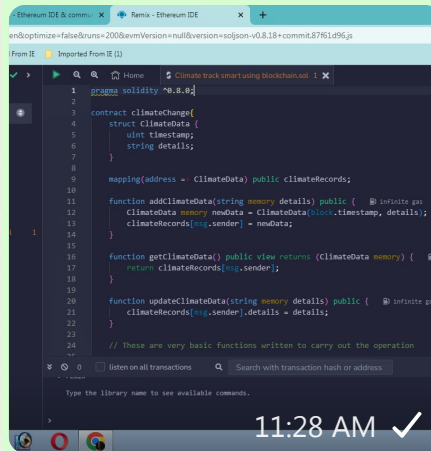 - Ethereum IDE & commu
Remix - Ethereum IDE
en&optimize=false&runs=200&evmVersion=null&version=soljson-v0.8.18+commit.87f61d96.js
From IE
Imported From IE (1)
Home
Climate track smart using blockchain.sol 1
1 pragma solidity ^0.8.0;
2
3 contract climateChange{
4 struct ClimateData {
5 uint timestamp;
6 string details;
7 }
8
9 mapping(address => ClimateData) public climateRecords;
10
11 function addClimateData(string memory details) public { infinite gas
12 ClimateData memory newData = ClimateData(block.timestamp, details);
13 climateRecords[msg.sender] = newData;
1 14 }
15
16 function getClimateData() public view returns (ClimateData memory) {
17 return climateRecords[msg.sender];
18 }
19
20 function updateClimateData(string memory details) public { infinite ga
21 climateRecords[msg.sender].details = details;
22 }
23
24 // These are very basic functions written to carry out the operation
0 listen on all transactions Search with transaction hash or address
Type the library name to see available commands.
>
11:28 AM